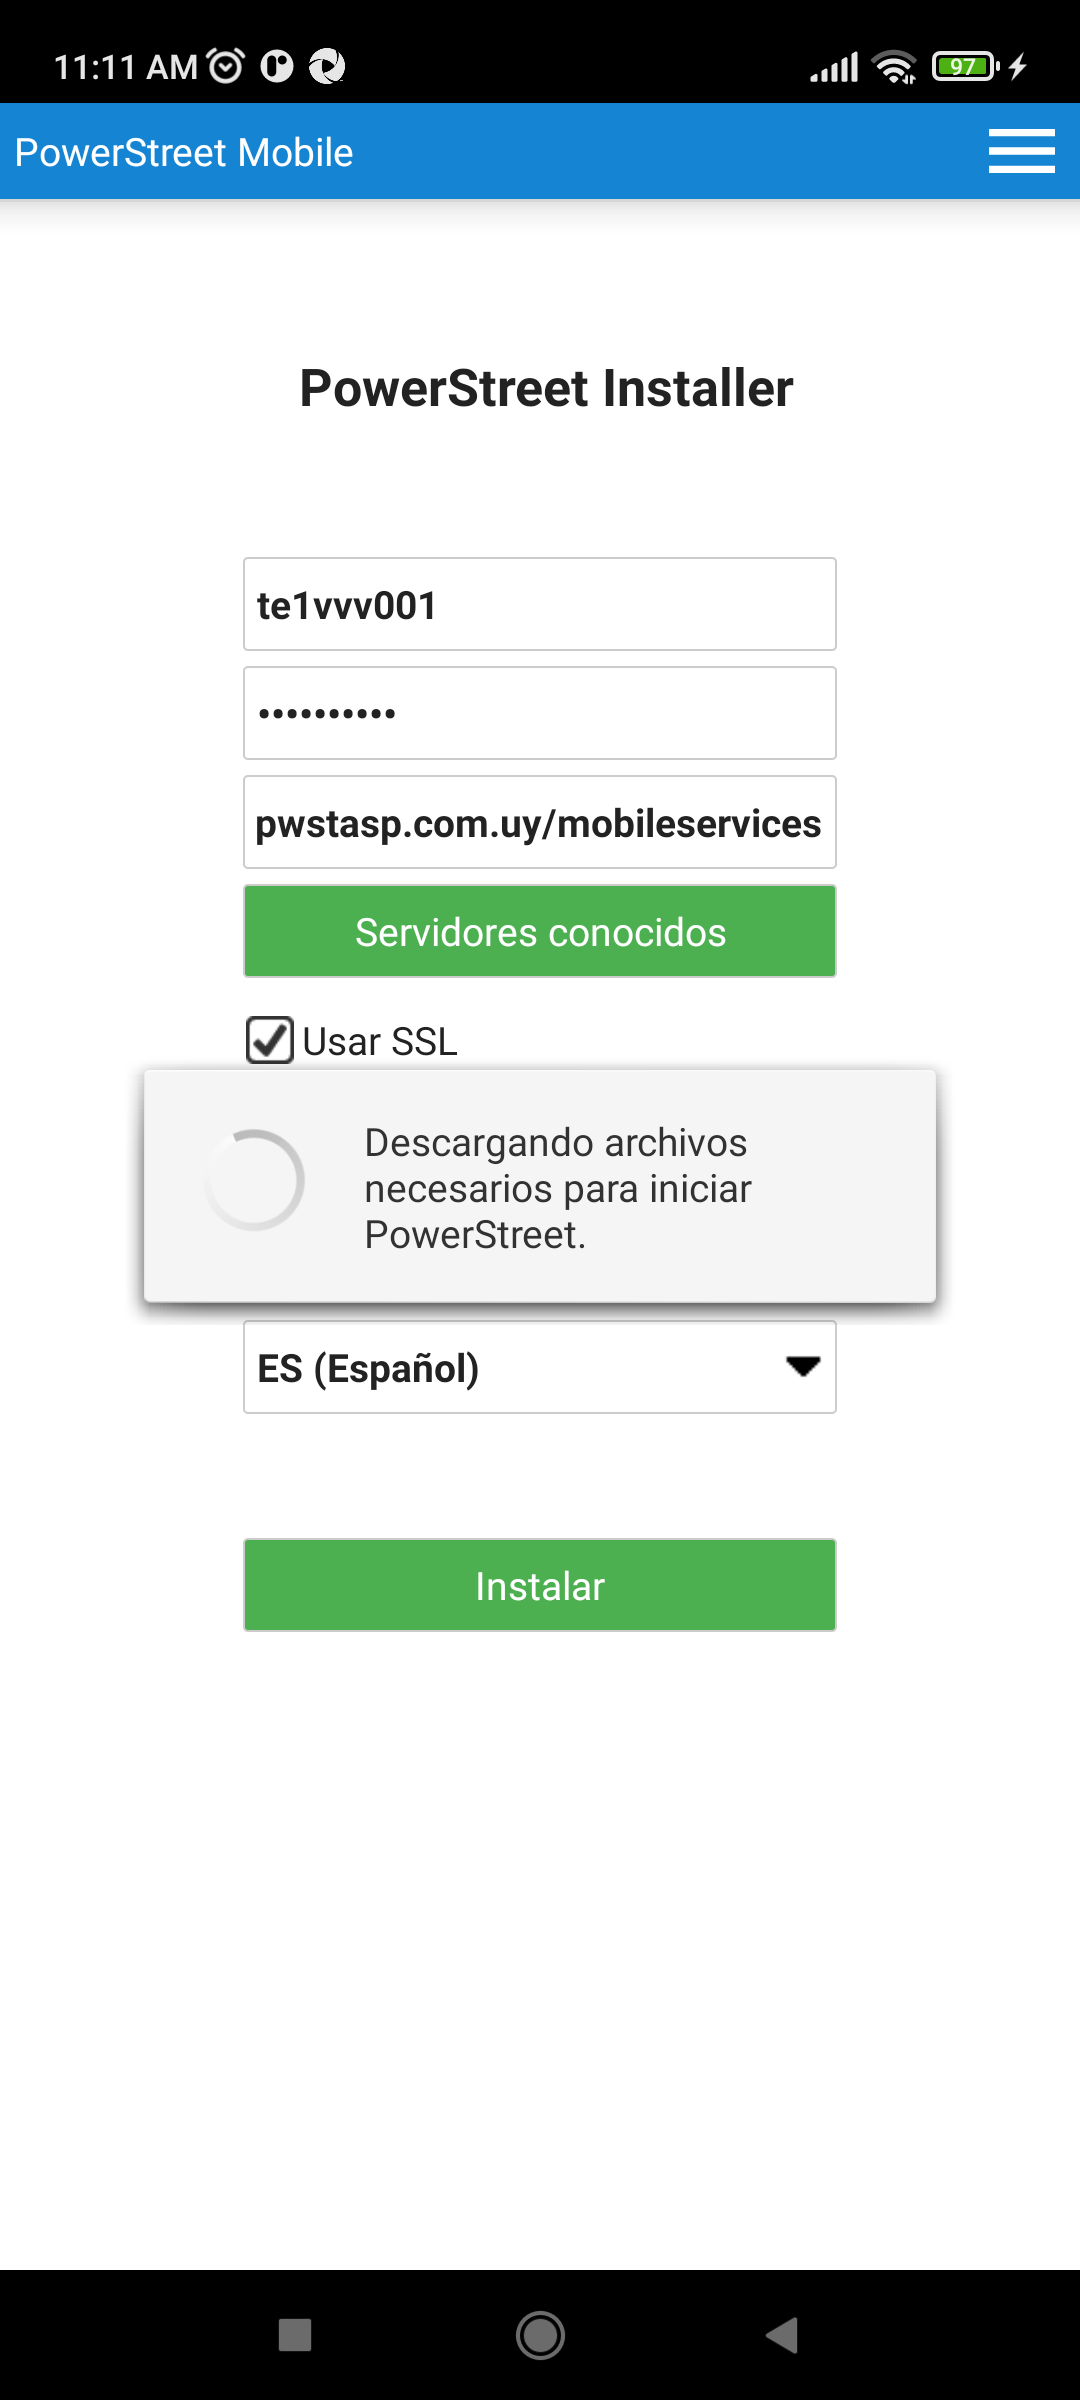 11:11 AM
97
PowerStreet Mobile
PowerStreet Installer
te1vvv001
••••••••••
pwstasp.com.uy/mobileservices
Servidores conocidos
Usar SSL
Descargando archivos
necesarios para iniciar
PowerStreet.
ES (Español)
Instalar